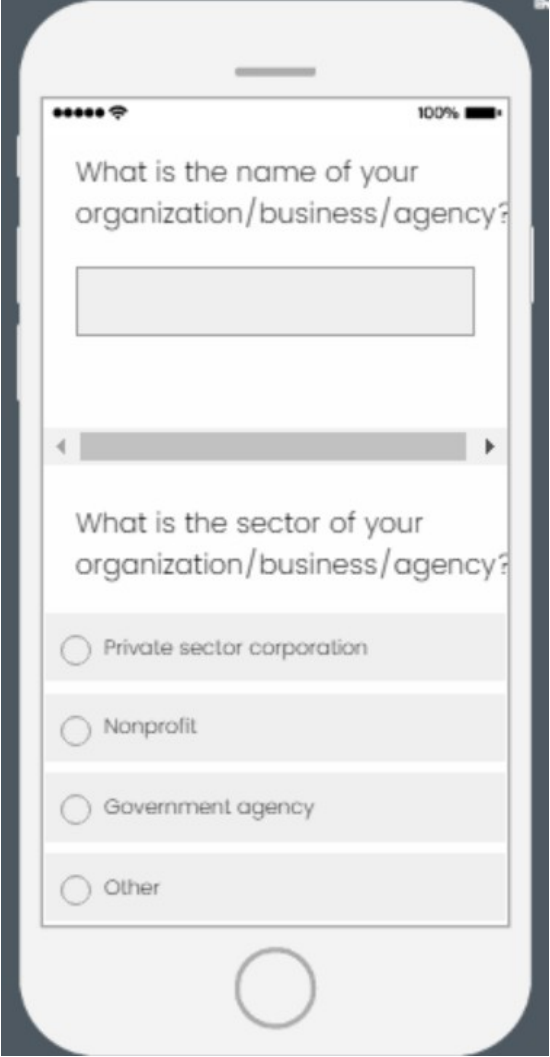 100%
What is the name of your
organization/business/agency?
What is the sector of your
organization/business/agency?
Private sector corporation
Nonprofit
Government agency
Other